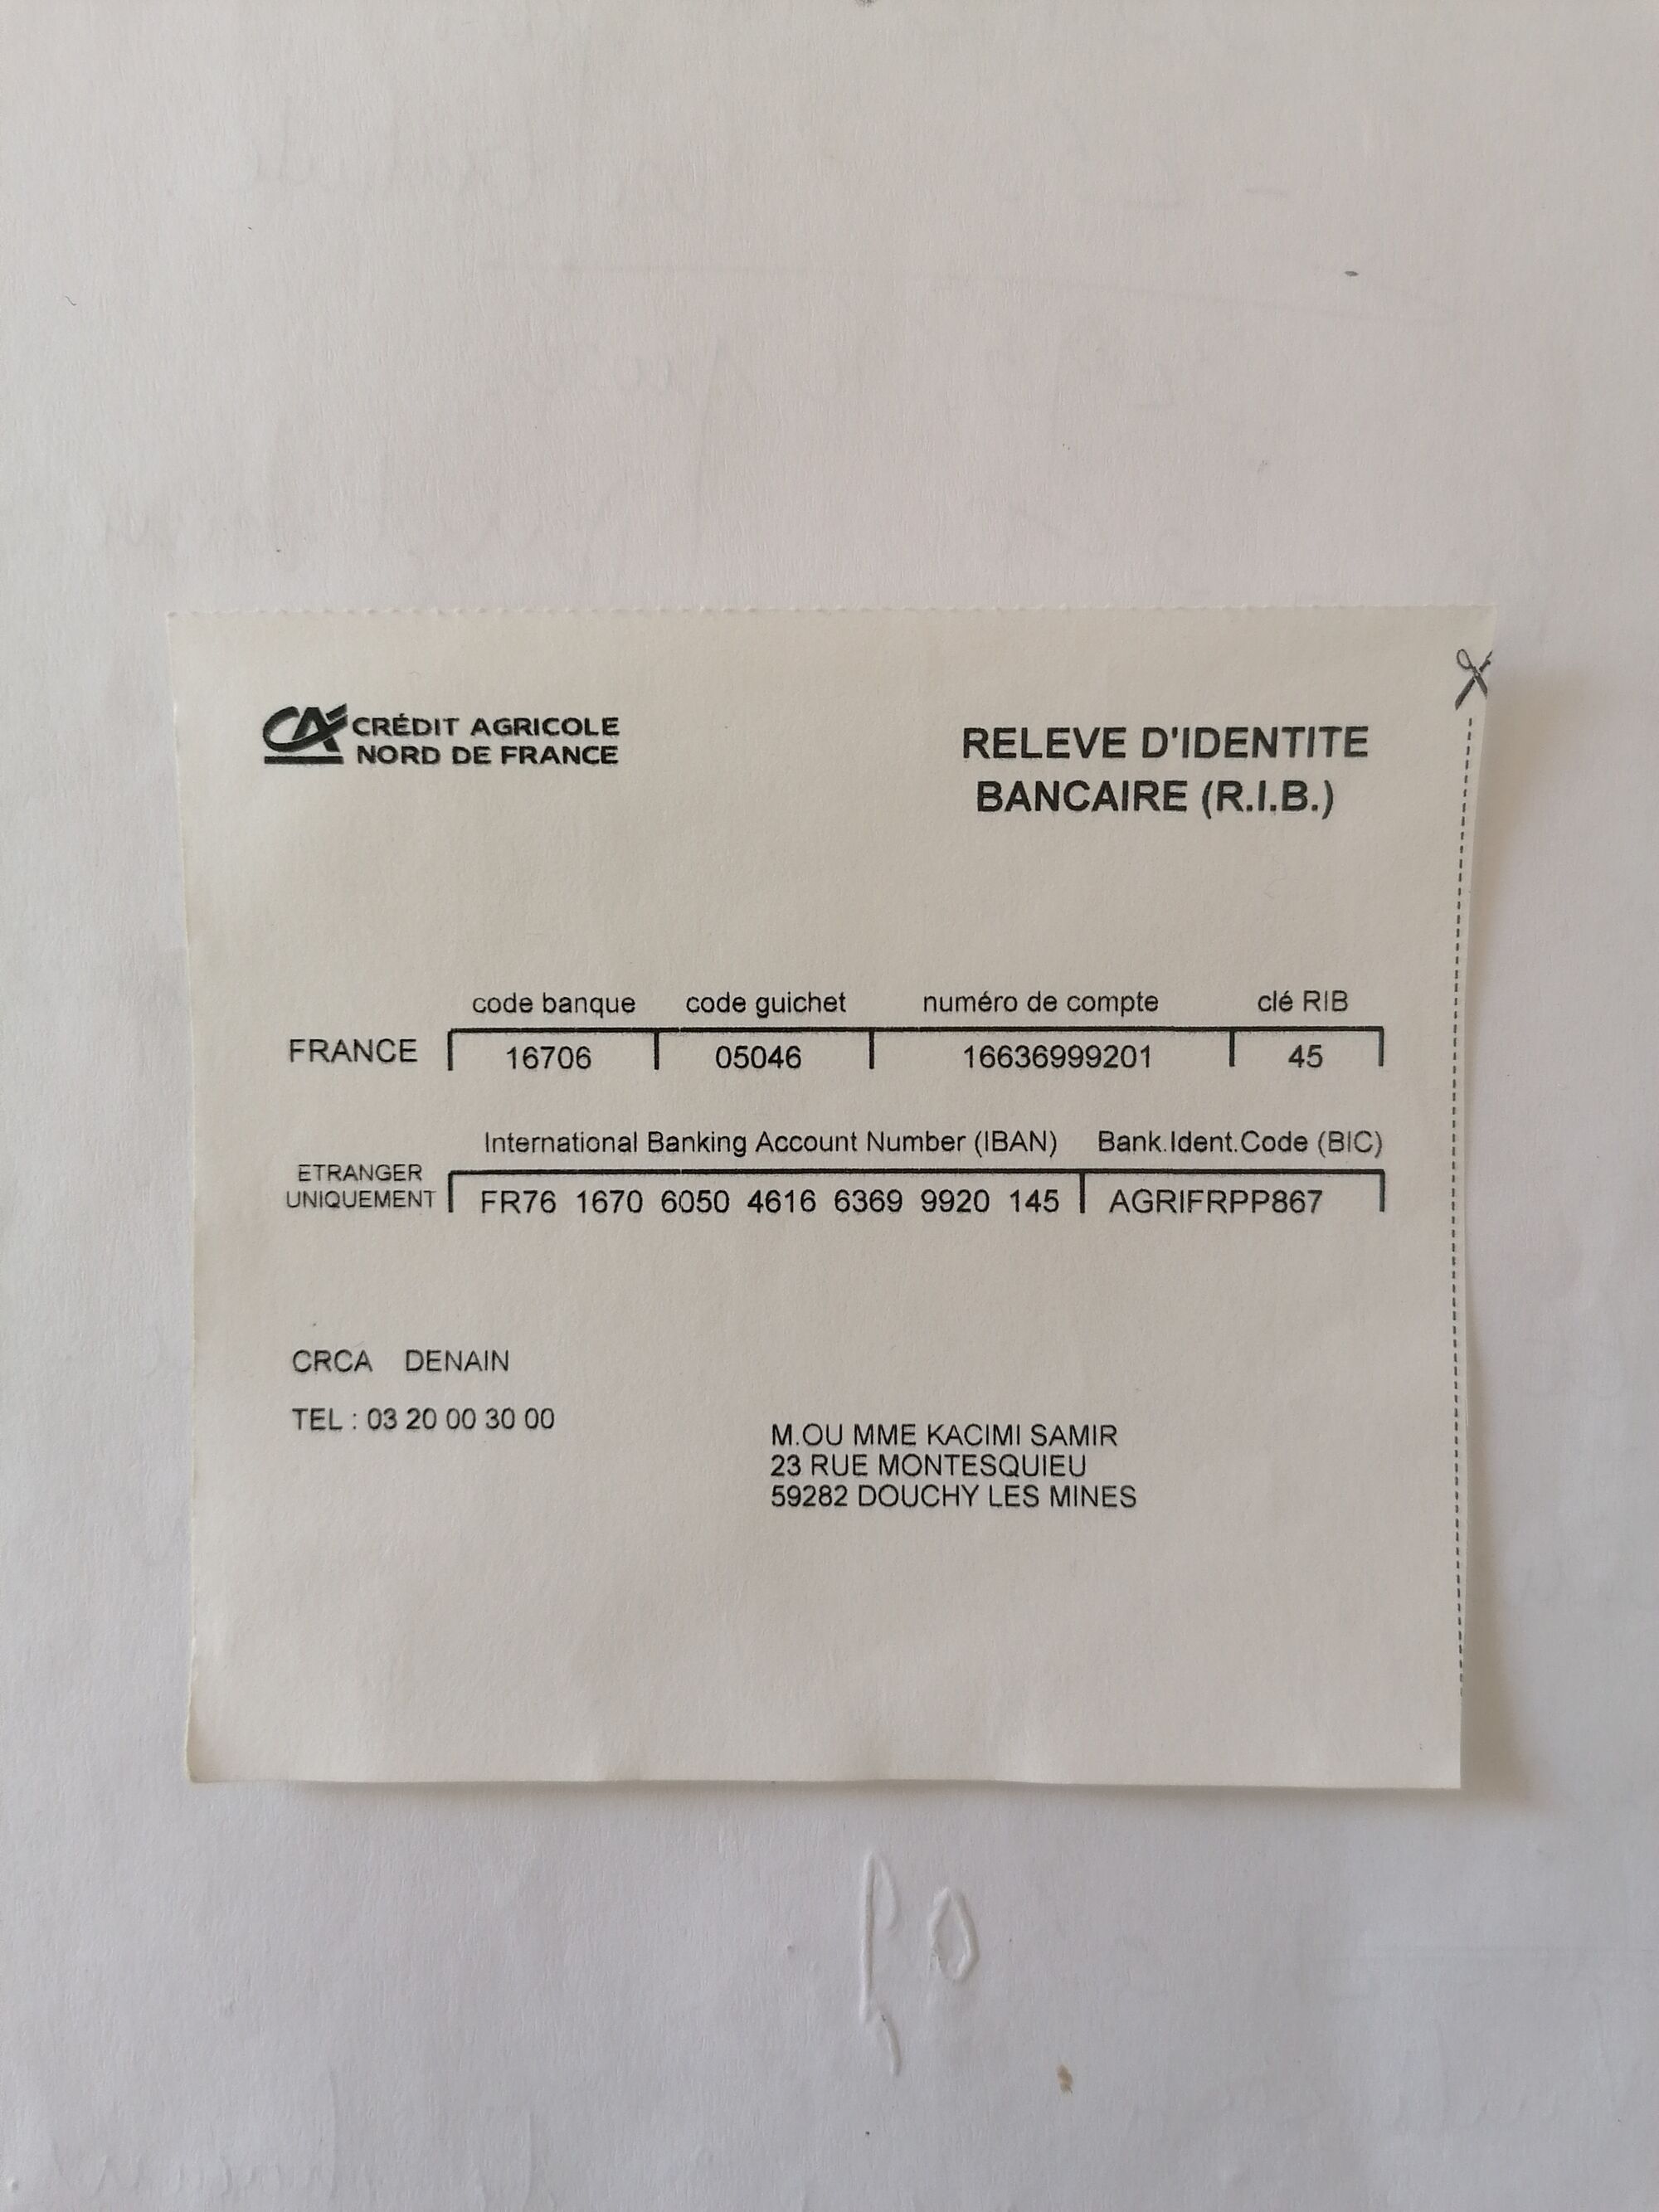 CRÉDIT AGRICOLE
NORD DE FRANCE
RELEVE D'IDENTITE
BANCAIRE (R.I.B.)
code banque code guichet numéro de compte clé RIB
FRANCE 16706 05046 16636999201 45
International Banking Account Number (IBAN) Bank.Ident.Code (BIC)
ETRANGER
UNIQUEMENT FR76 1670 6050 4616 6369 9920 145 AGRIFRPP867
CRCA DENAIN
TEL : 03 20 00 30 00
M.OU MME KACIMI SAMIR
23 RUE MONTESQUIEU
59282 DOUCHY LES MINES